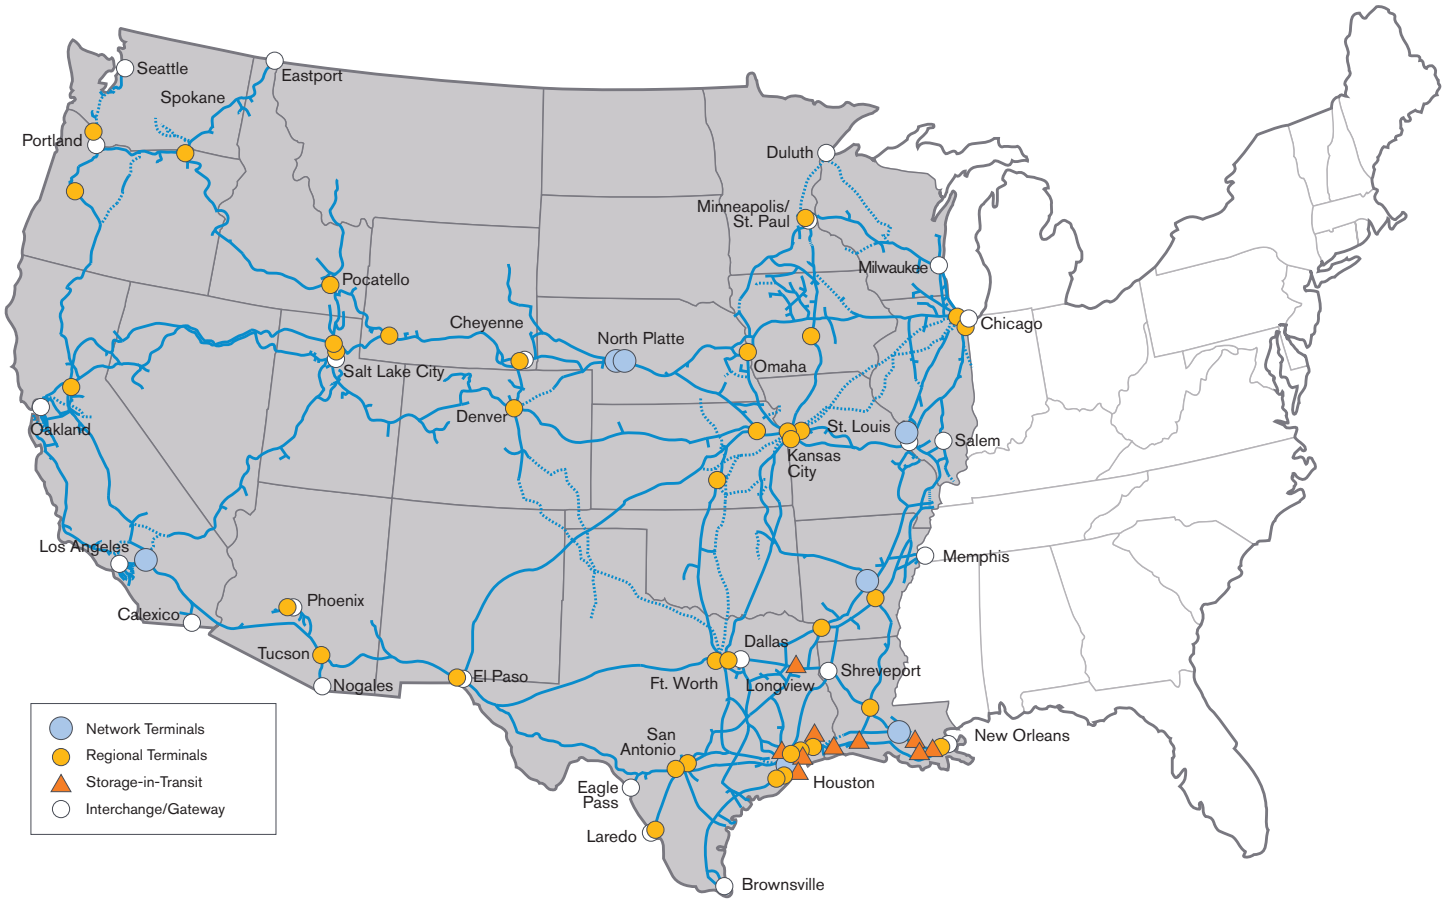 Seattle
Eastport
Spokane
Portland
Duluth
Minneapolis/
St. Paul
Milwaukee
Pocatello
Cheyenne
North Platte
Chicago
Salt Lake City
Omaha
Denver
Oakland
St. Louis
Salem
Kansas
City
Los Angeles
Memphis
Phoenix
Calexico
Tucson
Dallas
Nogales
El Paso
Ft. Worth
Longview
Shreveport
San
Antonio
New Orleans
Eagle
Pass
Houston
Laredo
Brownsville
Network Terminals
Regional Terminals
Storage-in-Transit
Interchange/Gateway